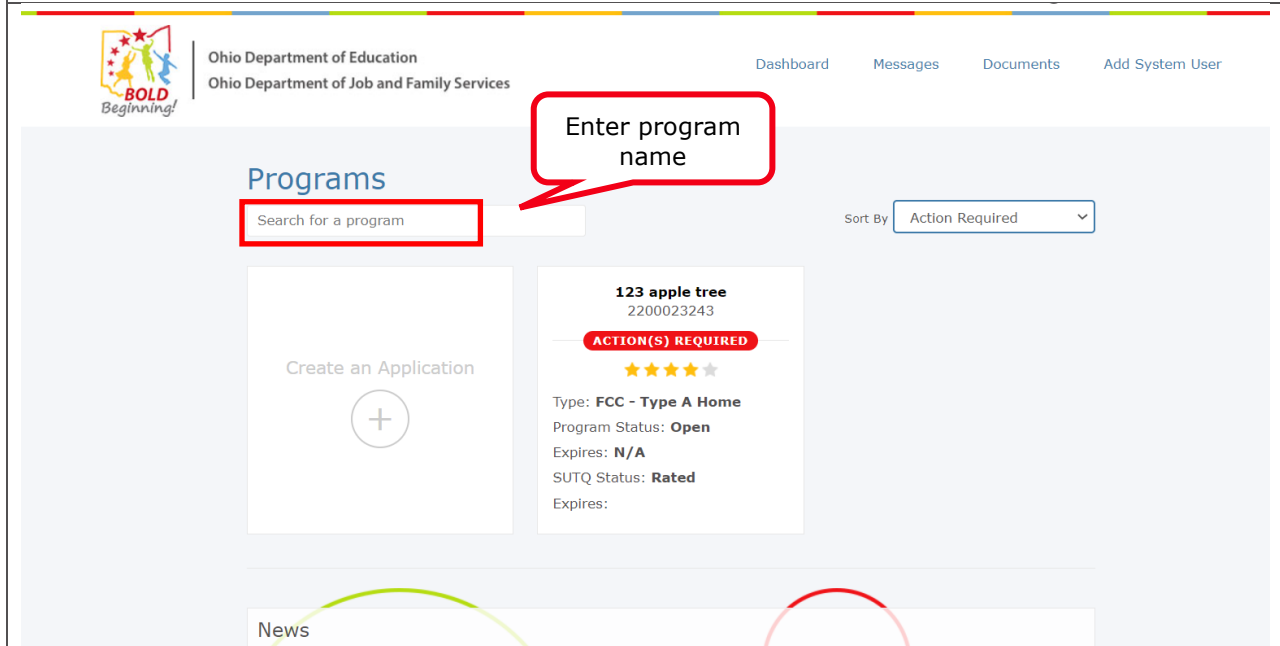 BOLD
Beginning!
Ohio Department of Education
Ohio Department of Job and Family Services
Dashboard Messages Documents Add System User
Enter program
name
Programs
Search for a program
Sort By Action Required
Create an Application
123 apple tree
2200023243
ACTION(S) REQUIRED
Type: FCC - Type A Home
Program Status: Open
Expires: N/A
SUTQ Status: Rated
Expires:
News